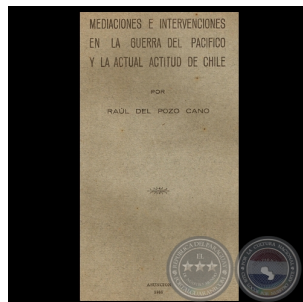 MEDIACIONES E INTERVENCIONES
EN LA GUERRA DEL PACIFICO
Y LA ACTUAL ACTITUD DE CHILE
POR
RAÚL DEL POZO CANO